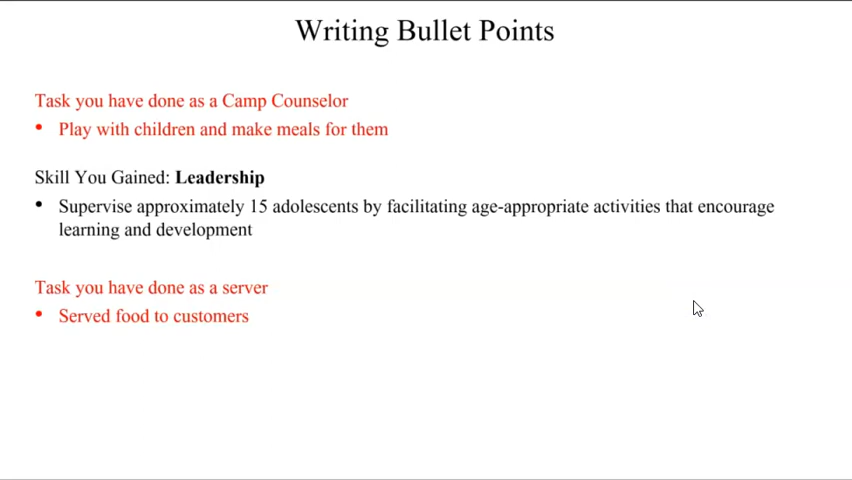 Writing Bullet Points
Task you have done as a Camp Counselor
• Play with children and make meals for them
Skill You Gained: Leadership
• Supervise approximately 15 adolescents by facilitating age-appropriate activities that encourage
learning and development
Task you have done as a server
• Served food to customers